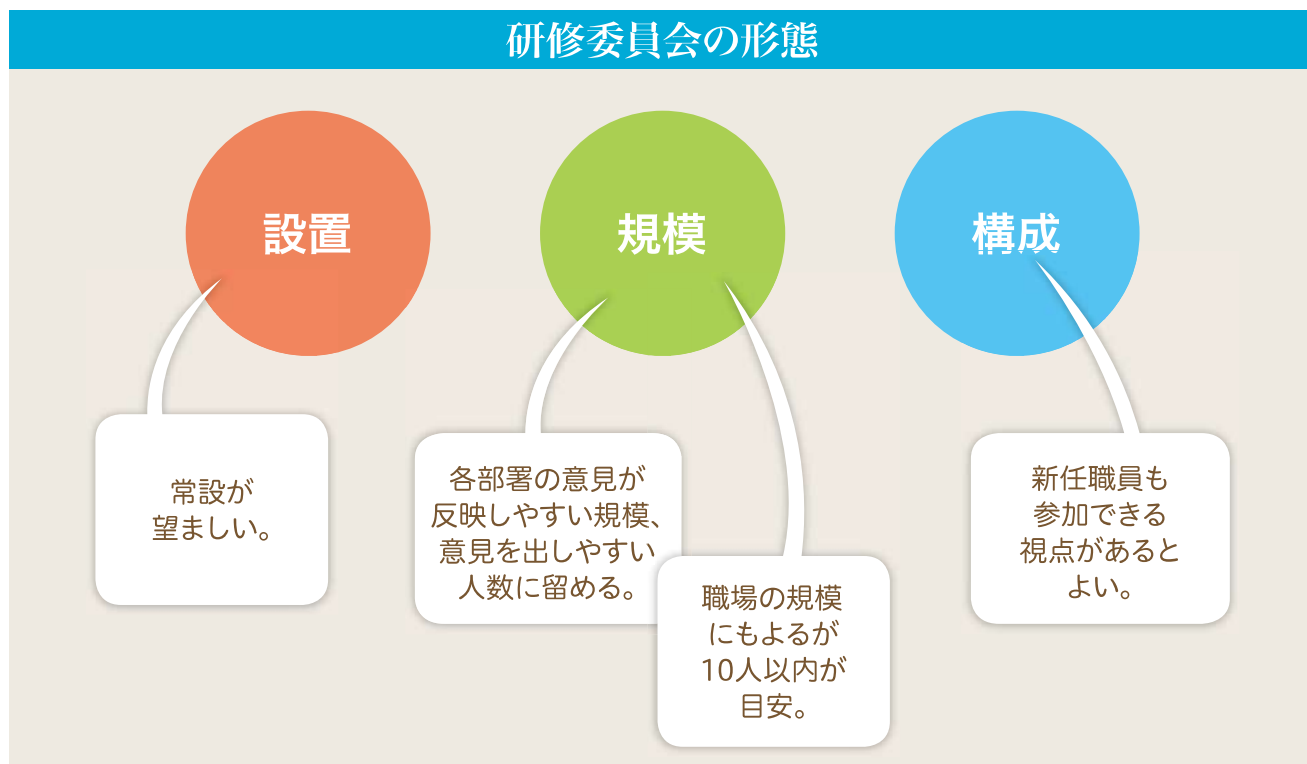 研修委員会の形態
設置
規模
構成
常設が
望ましい。
各部署の意見が
反映しやすい規模、
意見を出しやすい
人数に留める。
職場の規模
にもよるが
10人以内が
目安。
新任職員も
参加できる
視点があると
よい。